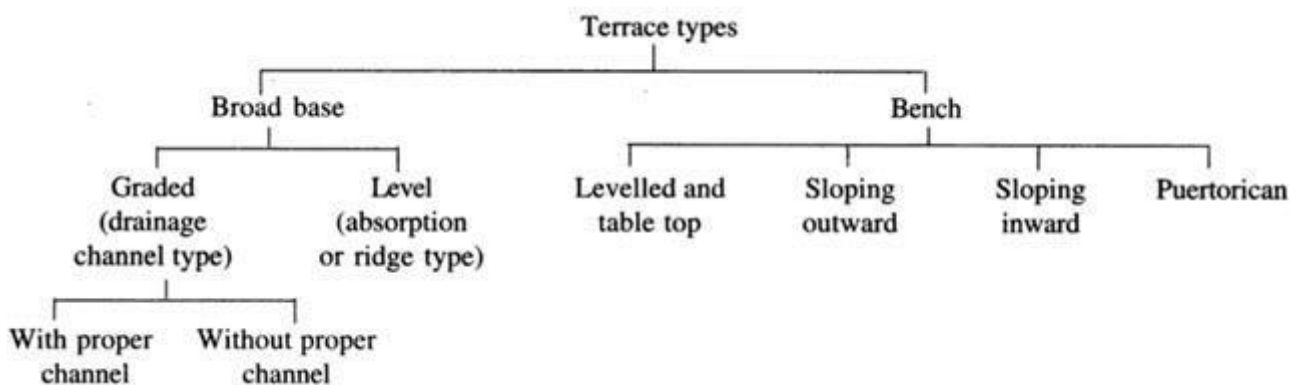 Terrace types
Broad base
Bench
Graded
(drainage
channel type)
Level
(absorption
or ridge type)
Levelled and
table top
Sloping
outward
Sloping
inward
Puertorican
With proper
channel
Without proper
channel